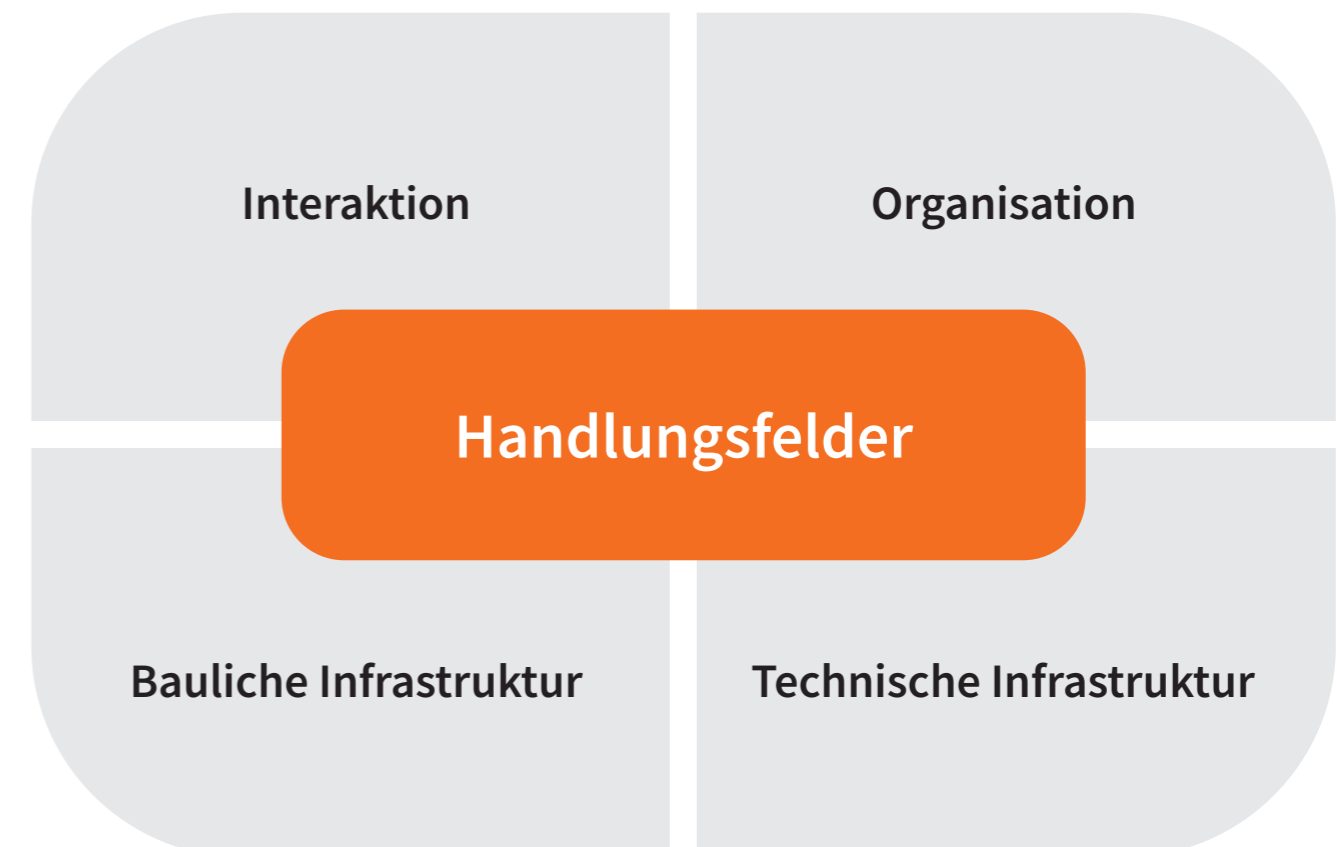 Interaktion
Organisation
Handlungsfelder
Bauliche Infrastruktur
Technische Infrastruktur